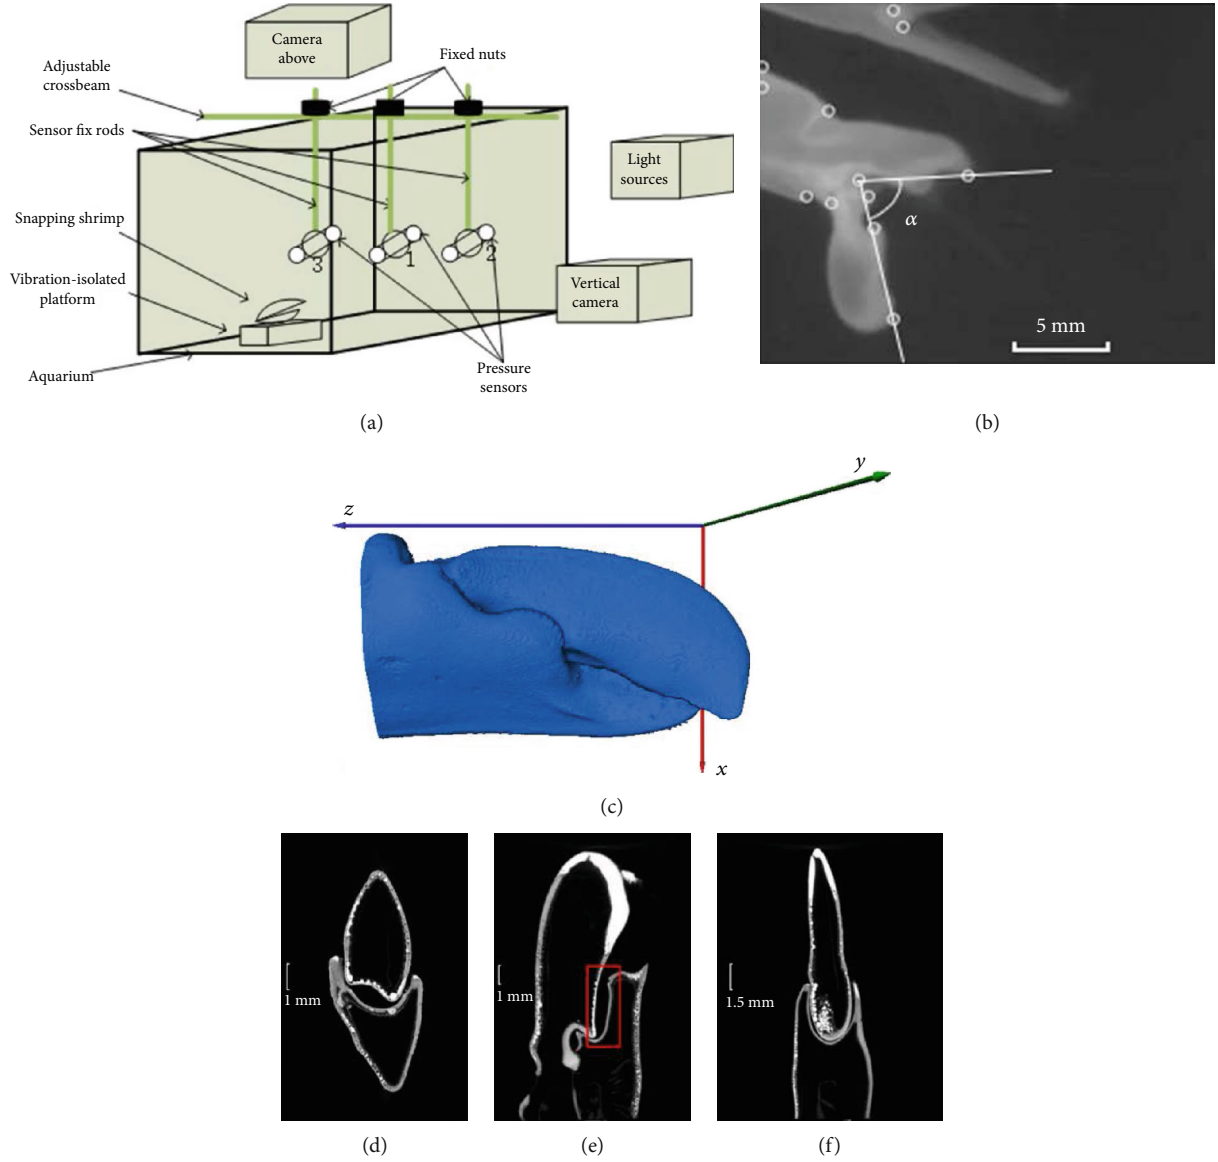 Camera
above
Fixed nuts
Adjustable
crossbeam
Sensor fix rods
Light
sources
Snapping shrimp
3
1
2
Vibration-isolated
platform
Vertical
camera
Aquarium
Pressure
sensors
(a)
α
5 mm
(b)
y
z
x
(c)
1 mm
(d)
1 mm
(e)
1.5 mm
(f)